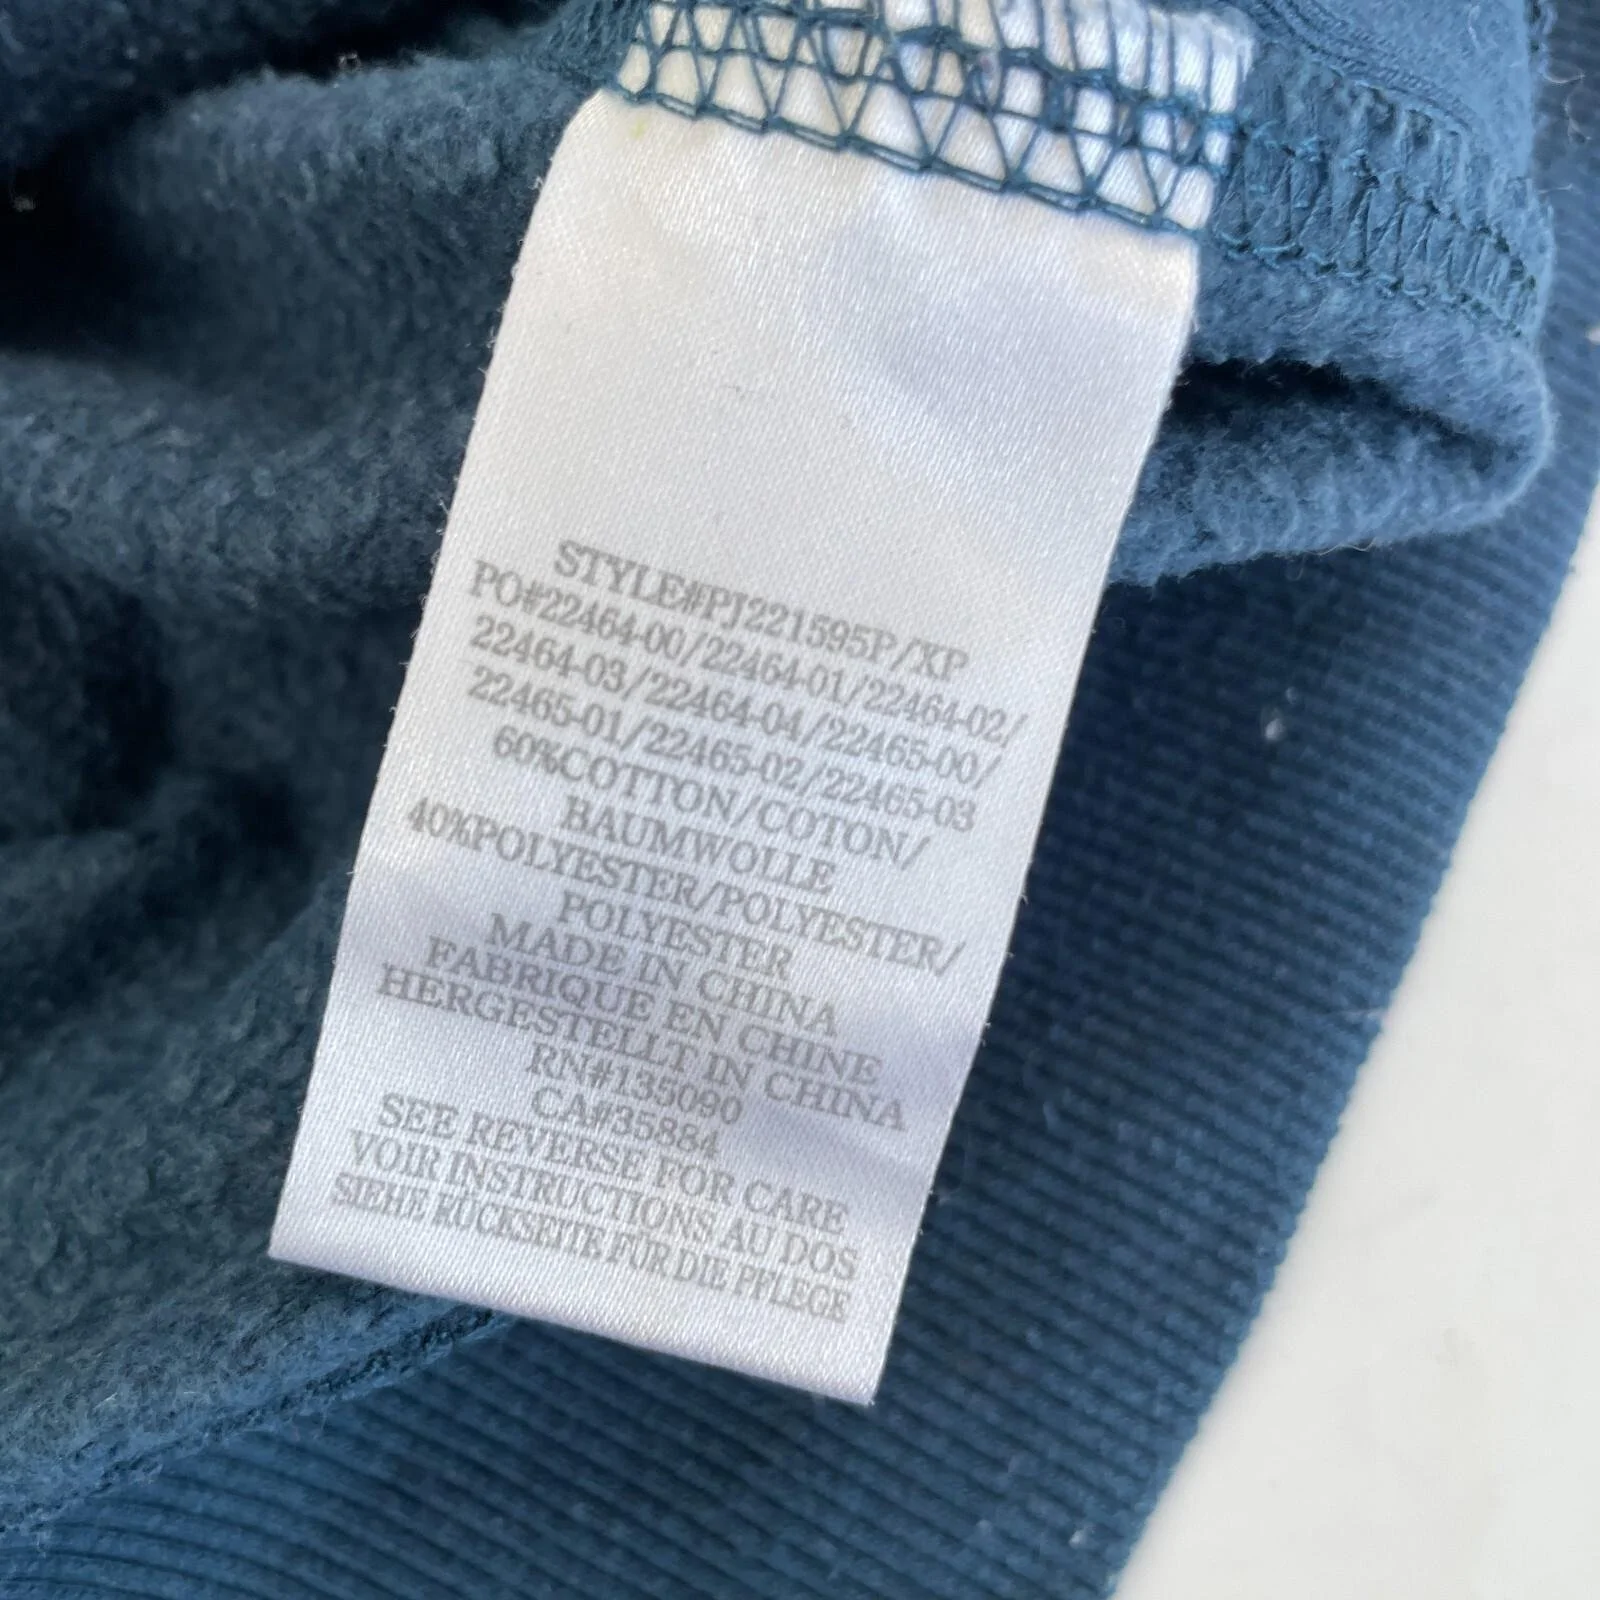 STYLE#PJ221595P/XP
PO#22464-00/22464-01/22464-02/
22464-03/22464-04/22465-00/
22465-01/22465-02/22465-03
60%COTTON/COTON/
BAUMWOLLE
40%POLYESTER/POLYESTER/
POLYESTER
MADE IN CHINA
FABRIQUE EN CHINE
HERGESTELLT IN CHINA
RN#135090
CA#35884
SEE REVERSE FOR CARE
VOIR INSTRUCTIONS AU DOS
SIEHE RÜCKSEITE FÜR DIE PFLEGE